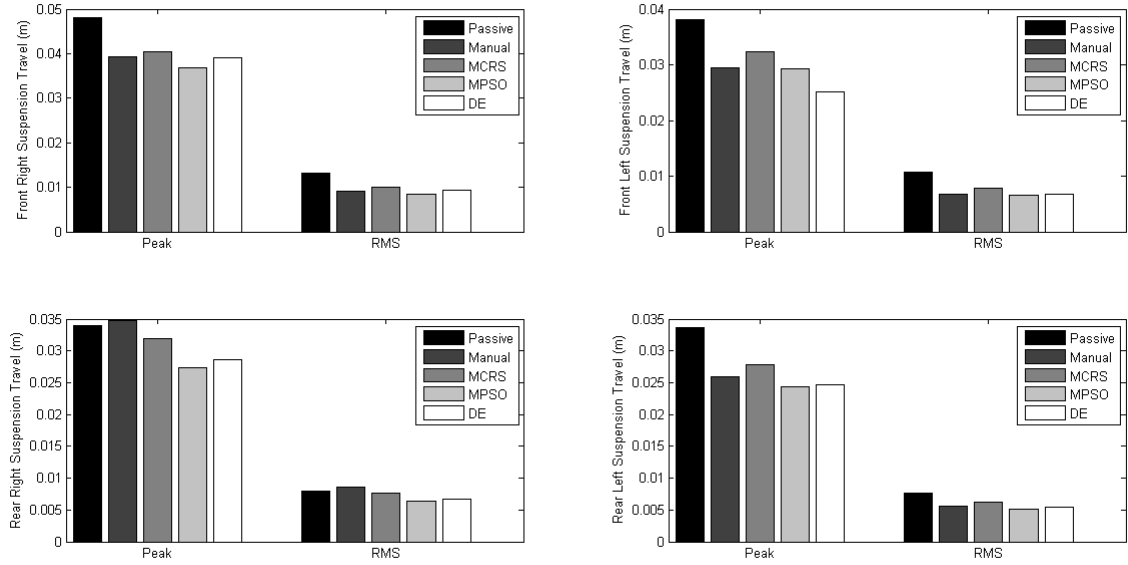 Front Right Suspension Travel (m)
0.05
0.04
0.03
0.02
0.01
0
Peak
RMS
Passive
Manual
MCRS
MPSO
DE
Front Left Suspension Travel (m)
0.04
0.03
0.02
0.01
0
Peak
RMS
Passive
Manual
MCRS
MPSO
DE
Rear Right Suspension Travel (m)
0.035
0.03
0.025
0.02
0.015
0.01
0.005
0
Peak
RMS
Passive
Manual
MCRS
MPSO
DE
Rear Left Suspension Travel (m)
0.035
0.03
0.025
0.02
0.015
0.01
0.005
0
Peak
RMS
Passive
Manual
MCRS
MPSO
DE